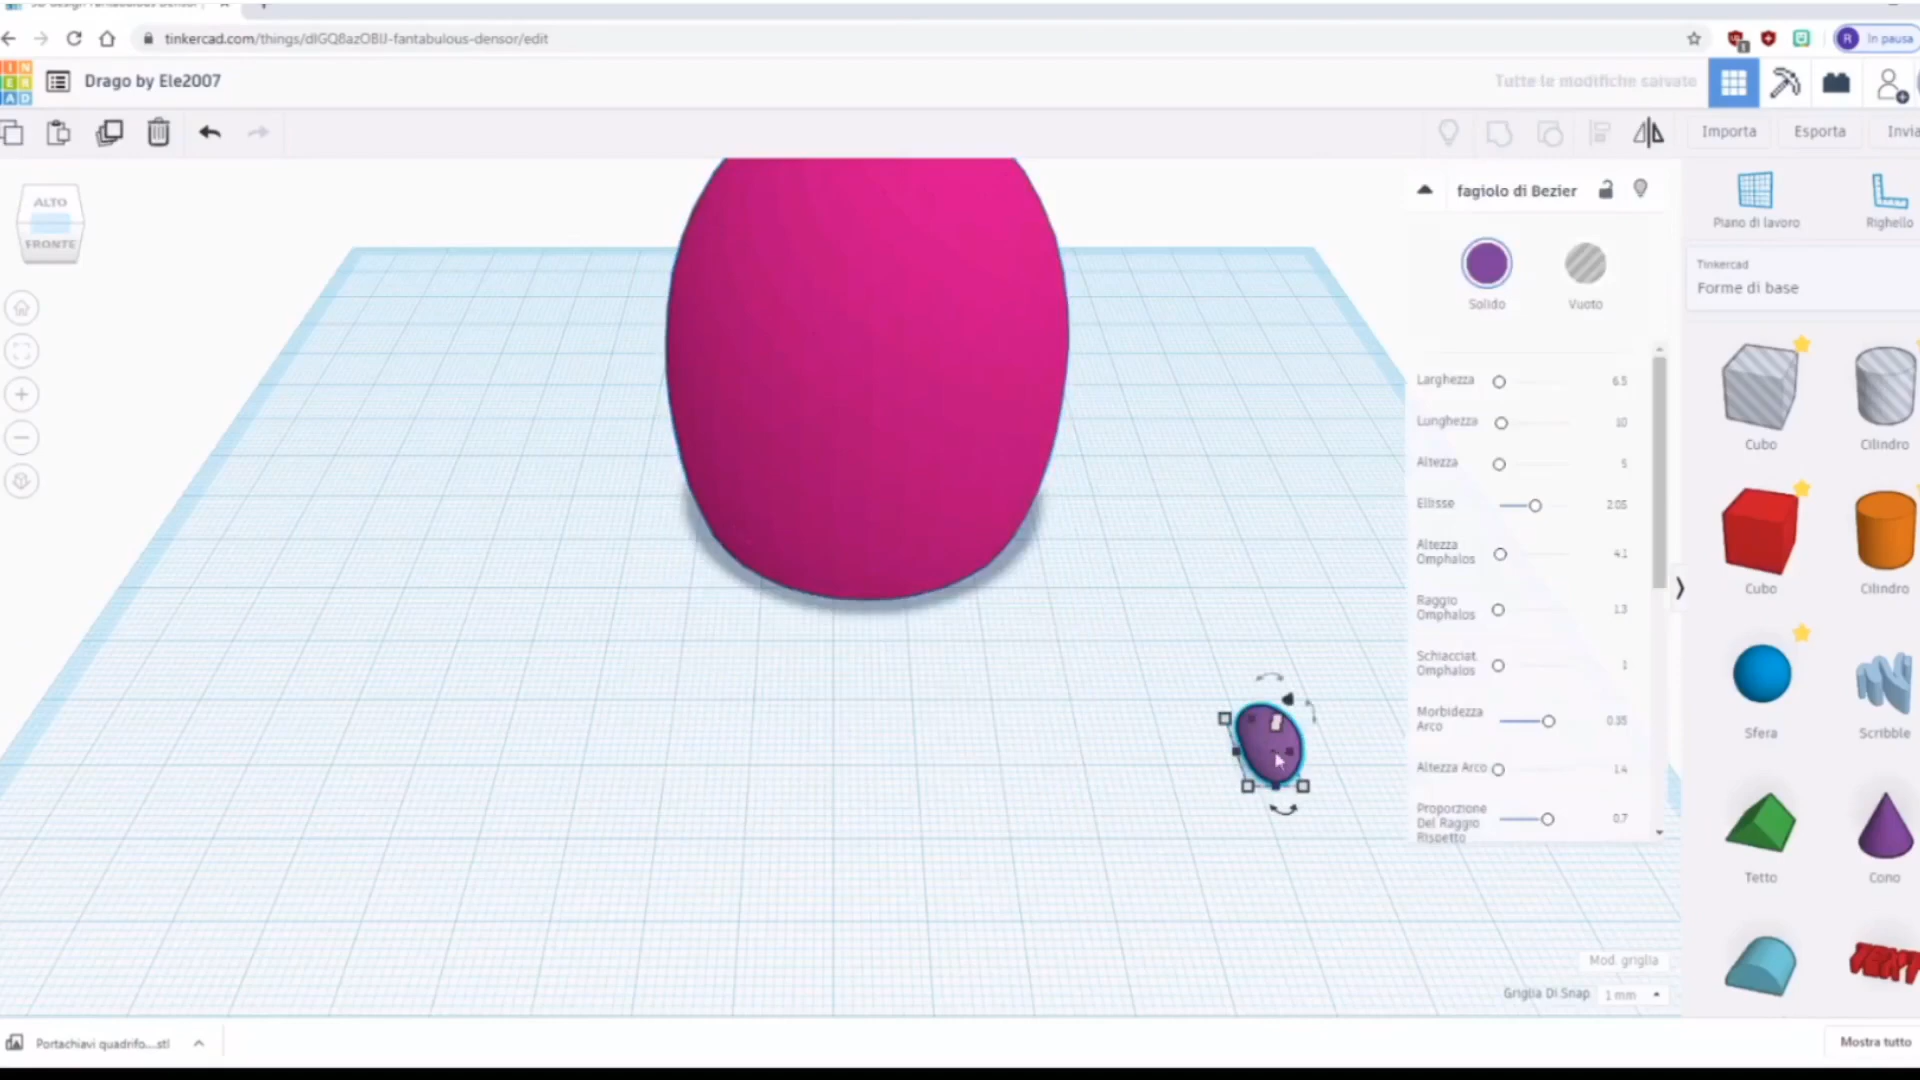 tinkercad.com/things/dIGQ8azOBIJ-fantabulous-densor/edit
R In pausa
Drago by Ele2007
Tutte le modifiche salvate
Importa
Esporta
Invia
ALTO
FRONTE
fagiolo di Bezier
Solido
Vuoto
Larghezza 6.5
Lunghezza 10
Altezza 5
Ellisse 2.05
Altezza
Omphalos 4.1
Raggio
Omphalos 1.3
Schiacciat.
Omphalos
Morbidezza
Arco 0.35
Altezza Arco 1.4
Proporzione
Del Raggio 0.7
Rispetto
Piano di lavoro
Righello
Tinkercad
Forme di base
Cubo
Cilindro
Cubo
Cilindro
Sfera
Scribble
Tetto
Cono
TEXT
Mod. griglia
Griglia Di Snap 1 mm
Portachiavi quadrifo....stl
Mostra tutto